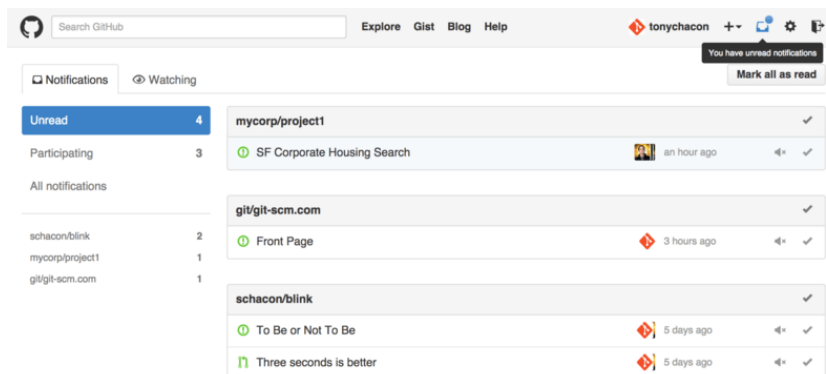 Search GitHub Explore Gist Blog Help tonychacon
You have unread notifications
Notifications Watching Mark all as read
Unread 4
Participating 3
All notifications
schacon/blink 2
mycorp/project1 1
git/git-scm.com 1
mycorp/project1
SF Corporate Housing Search an hour ago
git/git-scm.com
Front Page 3 hours ago
schacon/blink
To Be or Not To Be 5 days ago
Three seconds is better 5 days ago